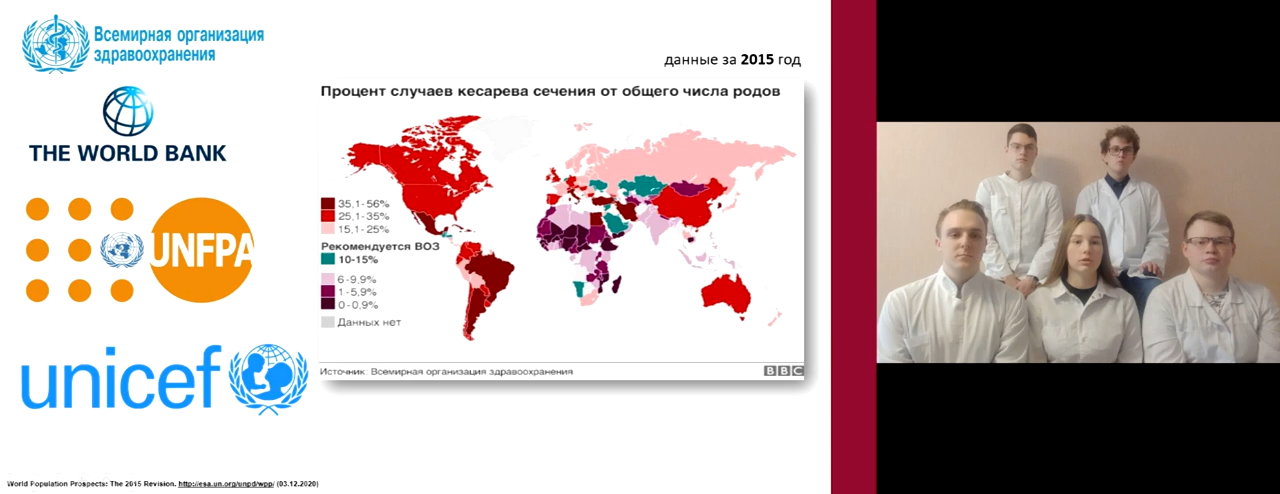 Всемирная организация
здравоохранения
THE WORLD BANK
UNFPA
unicef
данные за 2015 год
Процент случаев кесарева сечения от общего числа родов
35,1-56%
25,1-35%
15,1-25%
Рекомендуется ВОЗ
10-15%
6-9,9%
1-5,9%
0-0,9%
Данных нет
Источник: Всемирная организация здравоохранения
BBC
World Population Prospects: The 2015 Revision. http://esa.un.org/unpd/wpp/ (03.12.2020)